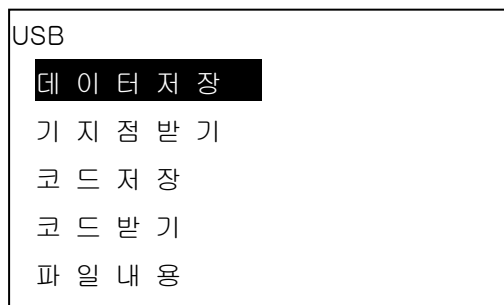 USB
데 이 터 저 장
기 지 점 받 기
코 드 저 장
코 드 받 기
파 일 내 용